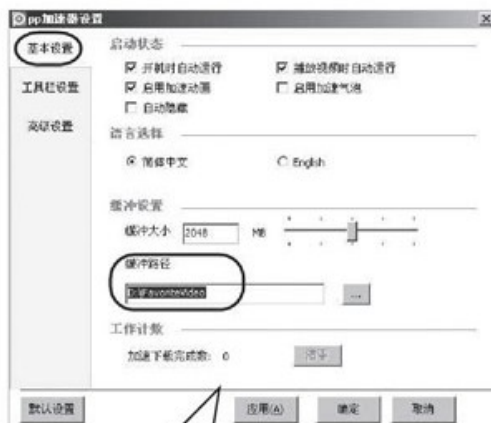 pp加速器设置
基本设置
工具栏设置
高级设置
启动状态
开机时自动运行
播放视频时自动运行
启用加速动画
启用加速气泡
自动隐藏
语言选择
简体中文
English
缓冲设置
缓冲大小 2048 MB
缓冲路径
D:\FavoriteVideo
...
工作计数
加速下载完成数: 0
清零
默认设置
应用(A)
确定
取消